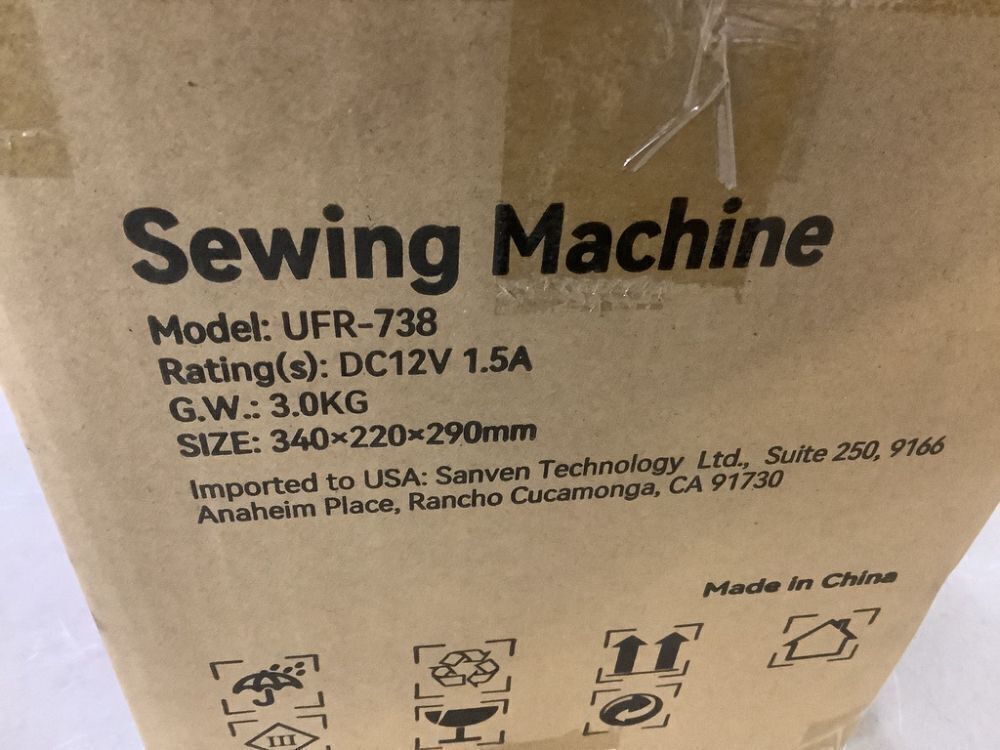 Sewing Machine
Model: UFR-738
Rating(s): DC12V 1.5A
G.W.: 3.0KG
SIZE: 340×220×290mm
Imported to USA: Sanven Technology Ltd., Suite 250, 9166
Anaheim Place, Rancho Cucamonga, CA 91730
Made in China
III